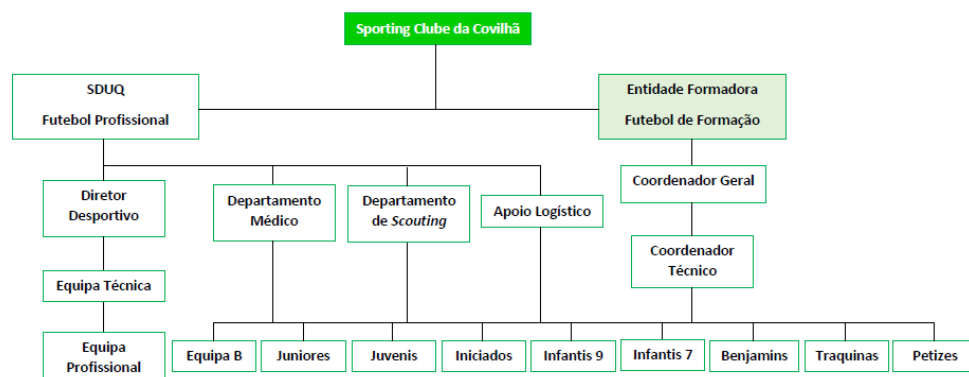 Sporting Clube da Covilhã
SDUQ
Futebol Profissional
Entidade Formadora
Futebol de Formação
Diretor
Desportivo
Departamento
Médico
Departamento
de Scouting
Apoio Logístico
Coordenador Geral
Coordenador
Técnico
Equipa Técnica
Equipa
Profissional
Equipa B
Juniores
Juvenis
Iniciados
Infantis 9
Infantis 7
Benjamins
Traquinas
Petizes